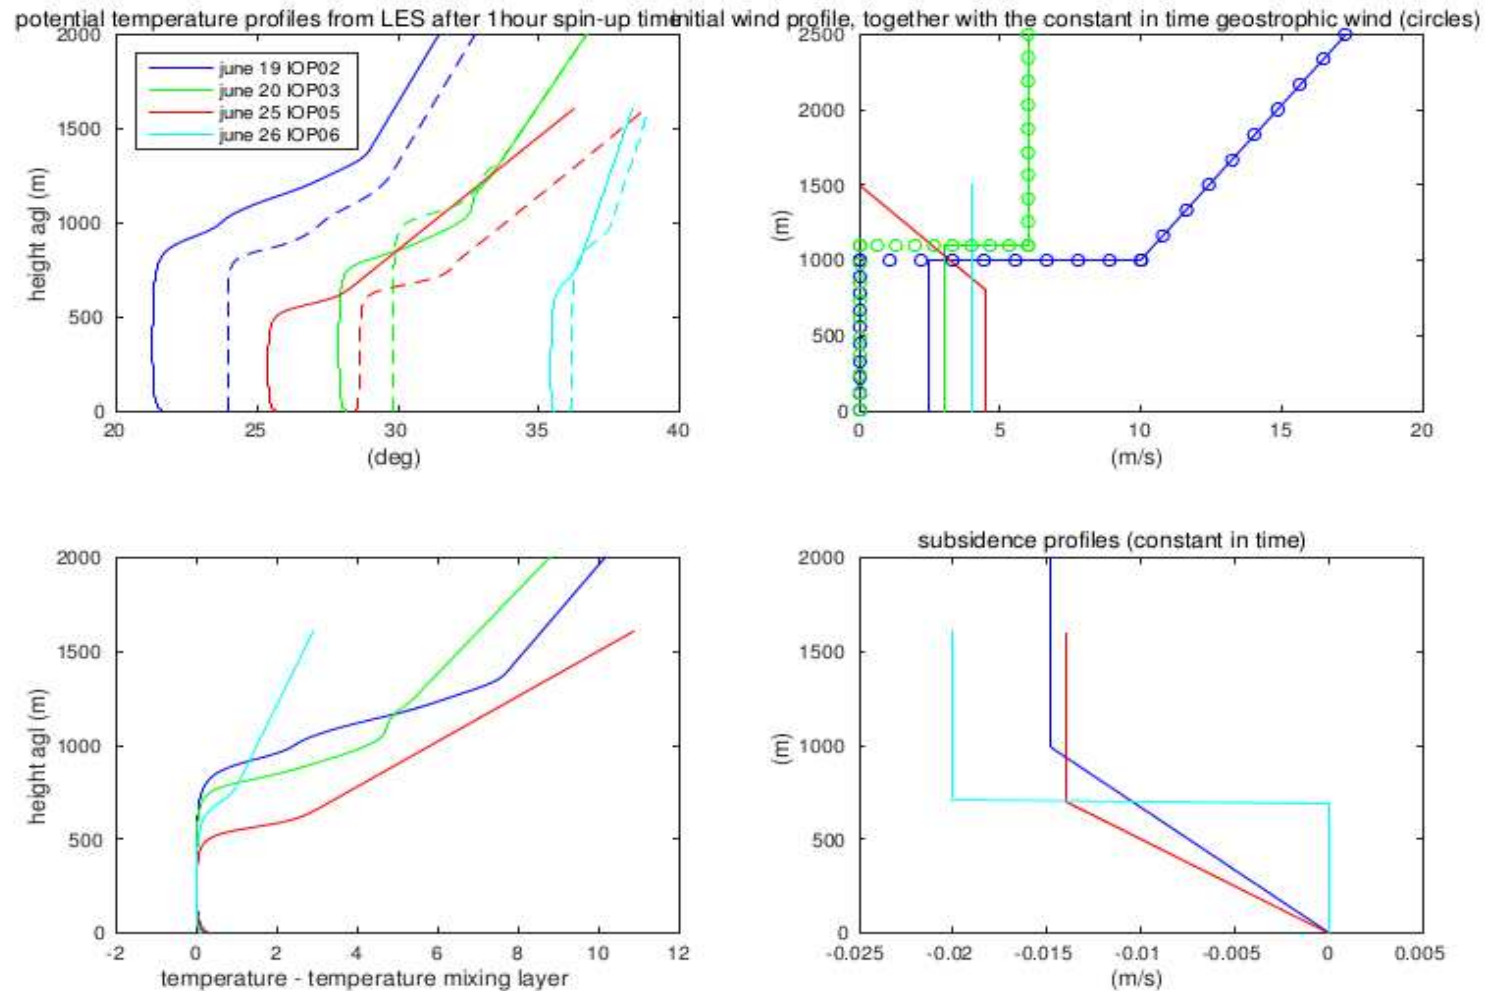 potential temperature profiles from LES after 1hour spin-up time
initial wind profile, together with the constant in time geostrophic wind (circles)
2000
1500
1000
500
0
height agl (m)
june 19 IOP02
june 20 IOP03
june 25 IOP05
june 26 IOP06
20 25 30 35 40
(deg)
2500
2000
1500
1000
500
0
(m)
0 5 10 15 20
(m/s)
2000
1500
1000
500
0
height agl (m)
-2 0 2 4 6 8 10 12
temperature - temperature mixing layer
subsidence profiles (constant in time)
2000
1500
1000
500
0
(m)
-0.025 -0.02 -0.015 -0.01 -0.005 0 0.005
(m/s)